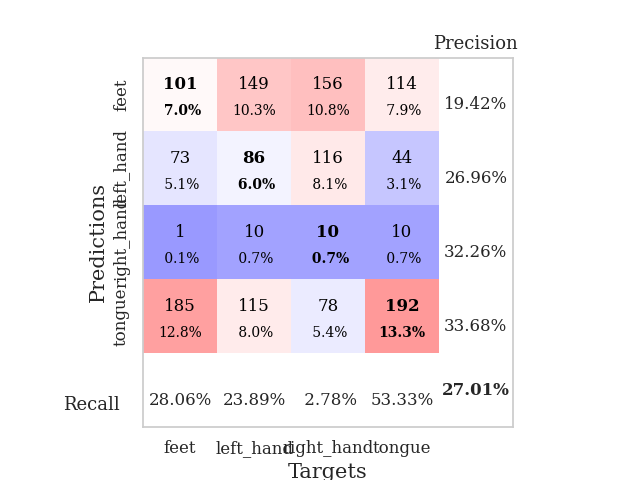 Precision
feet
101 149 156 114
7.0% 10.3% 10.8% 7.9%
19.42%
left_hand
73 86 116 44
5.1% 6.0% 8.1% 3.1%
26.96%
Predictions
right_hand
1 10 10 10
0.1% 0.7% 0.7% 0.7%
32.26%
tongue
185 115 78 192
12.8% 8.0% 5.4% 13.3%
33.68%
Recall
28.06% 23.89% 2.78% 53.33% 27.01%
feet left_hand right_hand tongue
Targets